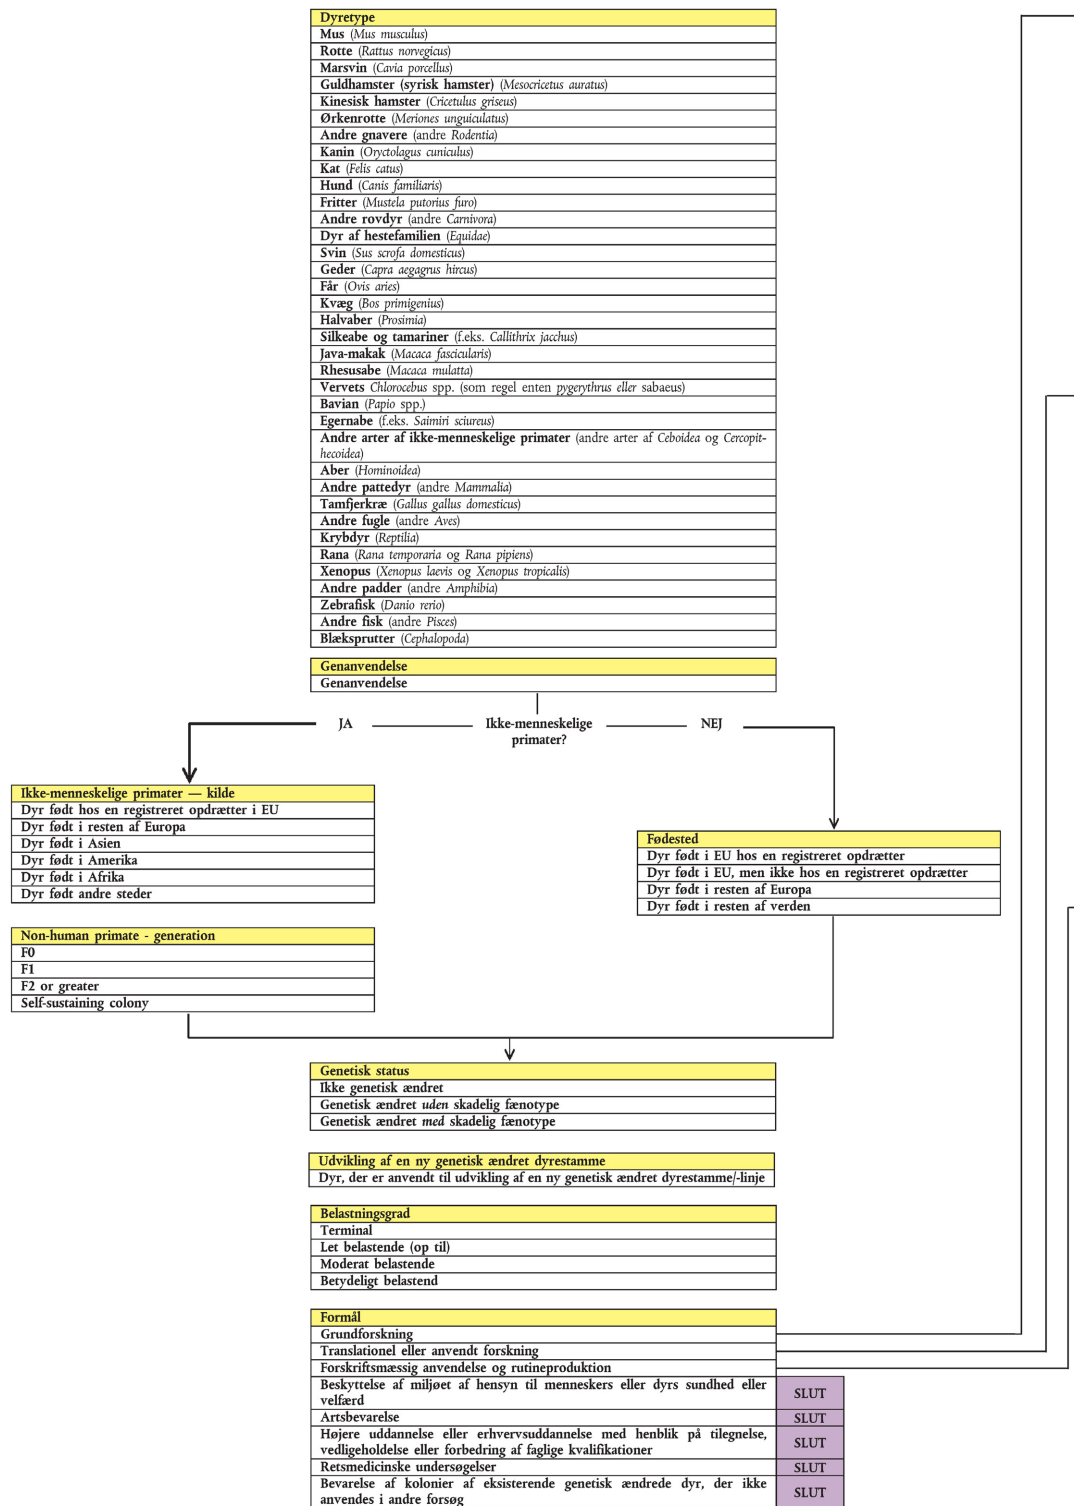 Dyretype
Mus (Mus musculus)
Rotte (Rattus norvegicus)
Marsvin (Cavia porcellus)
Guldhamster (syrisk hamster) (Mesocricetus auratus)
Kinesisk hamster (Cricetulus griseus)
Ørkenrotte (Meriones unguiculatus)
Andre gnavere (andre Rodentia)
Kanin (Oryctolagus cuniculus)
Kat (Felis catus)
Hund (Canis familiaris)
Fritter (Mustela putorius furo)
Andre rovdyr (andre Carnivora)
Dyr af hestefamilien (Equidae)
Svin (Sus scrofa domesticus)
Geder (Capra aegagrus hircus)
Får (Ovis aries)
Kvæg (Bos primigenius)
Halvaber (Prosimia)
Silkeabe og tamariner (f.eks. Callithrix jacchus)
Java-makak (Macaca fascicularis)
Rhesusabe (Macaca mulatta)
Vervets Chlorocebus spp. (som regel enten pygerythrus eller sabaeus)
Bavian (Papio spp.)
Egernabe (f.eks. Saimiri sciureus)
Andre arter af ikke-menneskelige primater (andre arter af Ceboidea og Cercopit-
hecoidea)
Aber (Hominoidea)
Andre pattedyr (andre Mammalia)
Tamfjerkræ (Gallus gallus domesticus)
Andre fugle (andre Aves)
Krybdyr (Reptilia)
Rana (Rana temporaria og Rana pipiens)
Xenopus (Xenopus laevis og Xenopus tropicalis)
Andre padder (andre Amphibia)
Zebrafisk (Danio rerio)
Andre fisk (andre Pisces)
Blæksprutter (Cephalopoda)
Genanvendelse
Genanvendelse
JA
Ikke-menneskelige
primater?
NEJ
Ikke-menneskelige primater — kilde
Dyr født hos en registreret opdrætter i EU
Dyr født i resten af Europa
Dyr født i Asien
Dyr født i Amerika
Dyr født i Afrika
Dyr født andre steder
Fødested
Dyr født i EU hos en registreret opdrætter
Dyr født i EU, men ikke hos en registreret opdrætter
Dyr født i resten af Europa
Dyr født i resten af verden
Non-human primate - generation
F0
F1
F2 or greater
Self-sustaining colony
Genetisk status
Ikke genetisk ændret
Genetisk ændret uden skadelig fænotype
Genetisk ændret med skadelig fænotype
Udvikling af en ny genetisk ændret dyrestamme
Dyr, der er anvendt til udvikling af en ny genetisk ændret dyrestamme/-linje
Belastningsgrad
Terminal
Let belastende (op til)
Moderat belastende
Betydeligt belastend
Formål
Grundforskning
Translationel eller anvendt forskning
Forskriftsmæssig anvendelse og rutineproduktion
Beskyttelse af miljøet af hensyn til menneskers eller dyrs sundhed eller
velfærd
SLUT
Artsbevarelse
SLUT
Højere uddannelse eller erhvervsuddannelse med henblik på tilegnelse,
vedligeholdelse eller forbedring af faglige kvalifikationer
SLUT
Retsmedicinske undersøgelser
SLUT
Bevarelse af kolonier af eksisterende genetisk ændrede dyr, der ikke
anvendes i andre forsøg
SLUT